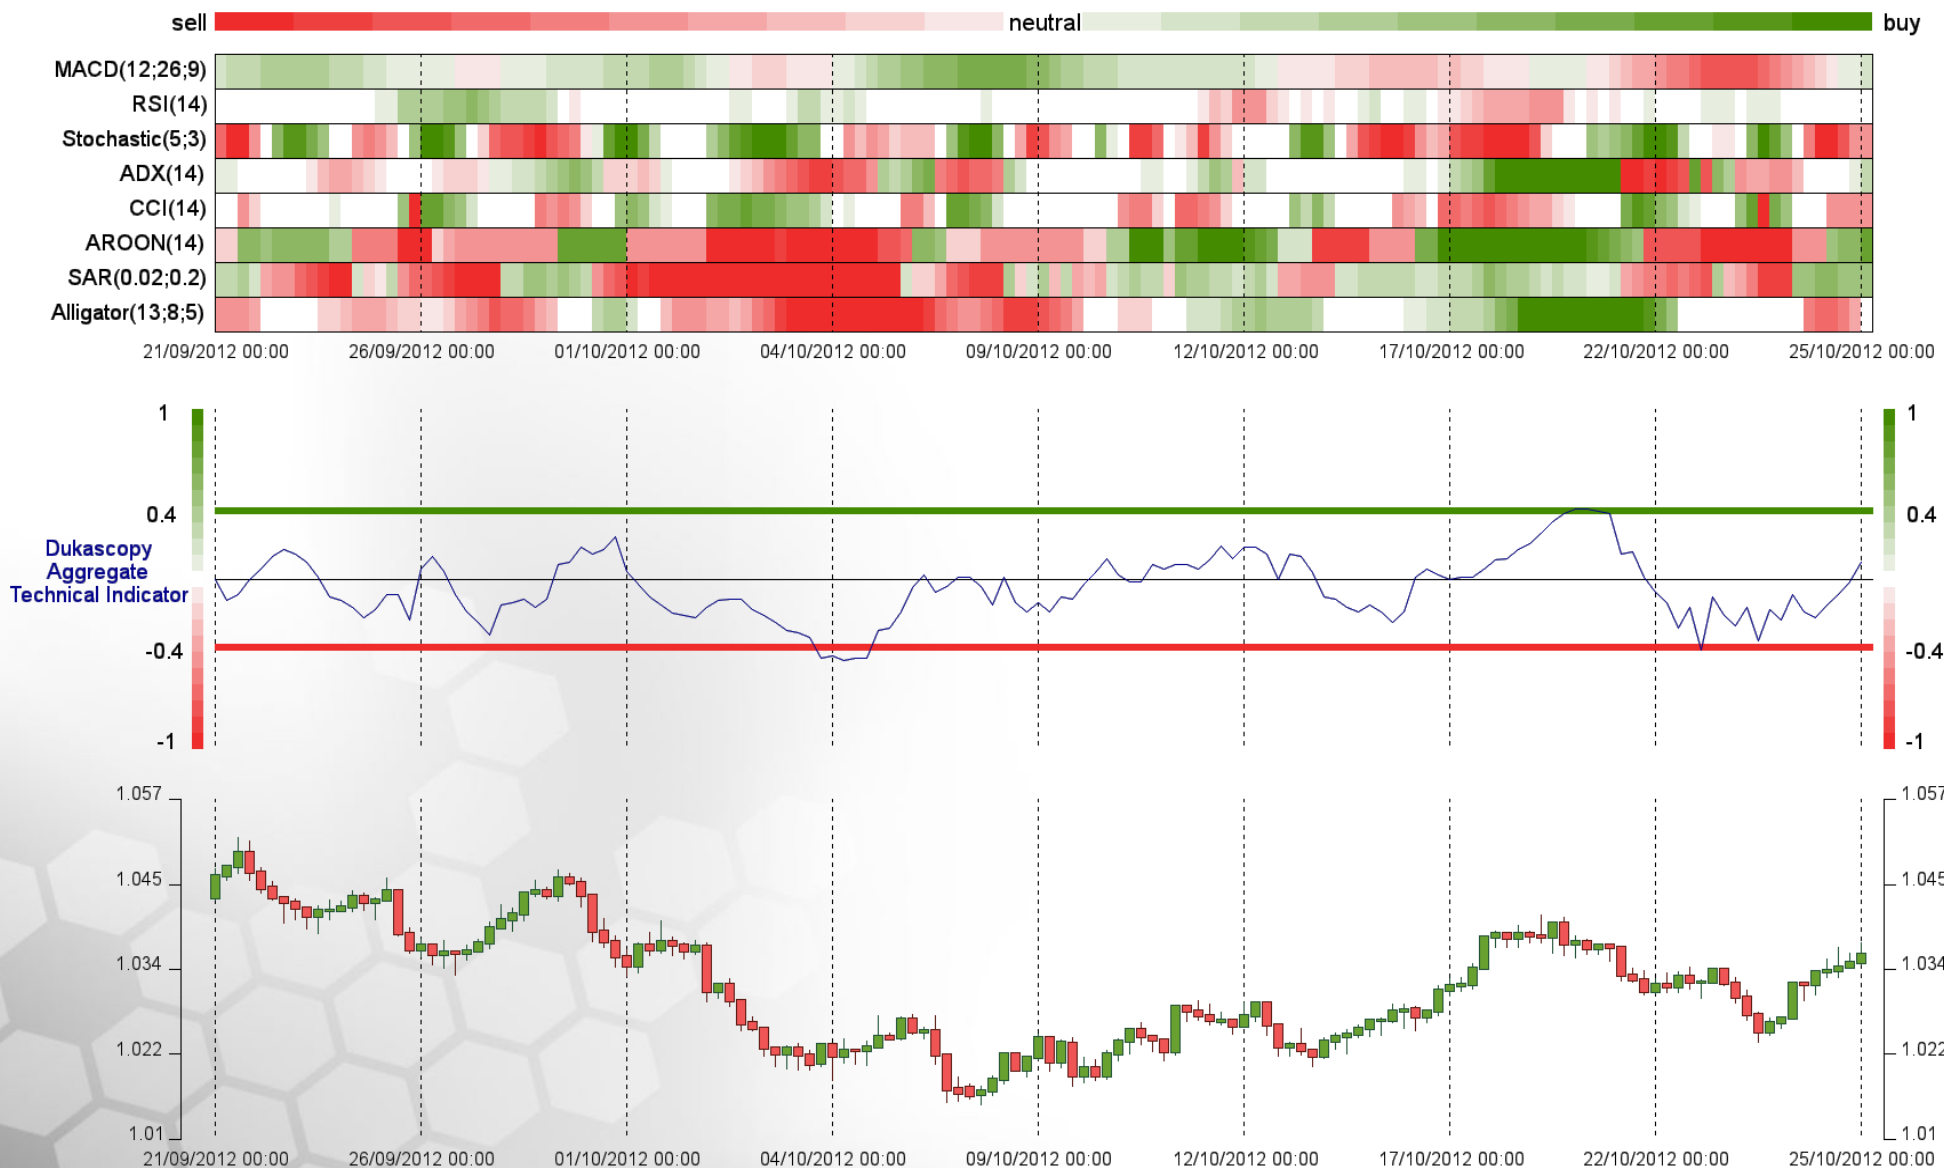 sell neutral buy
MACD(12;26;9)
RSI(14)
Stochastic(5;3)
ADX(14)
CCI(14)
AROON(14)
SAR(0.02;0.2)
Alligator(13;8;5)
21/09/2012 00:00 26/09/2012 00:00 01/10/2012 00:00 04/10/2012 00:00 09/10/2012 00:00 12/10/2012 00:00 17/10/2012 00:00 22/10/2012 00:00 25/10/2012 00:00
1 1
0.4 0.4
Dukascopy
Aggregate
Technical Indicator
-0.4 -0.4
-1 -1
1.057 1.057
1.045 1.045
1.034 1.034
1.022 1.022
1.01 1.01
21/09/2012 00:00 26/09/2012 00:00 01/10/2012 00:00 04/10/2012 00:00 09/10/2012 00:00 12/10/2012 00:00 17/10/2012 00:00 22/10/2012 00:00 25/10/2012 00:00